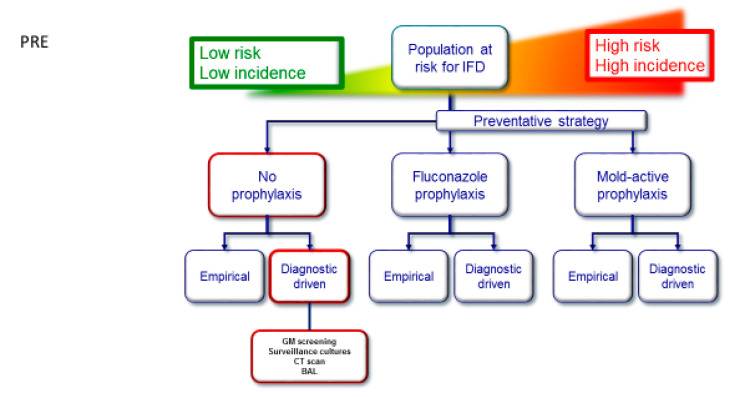 PRE
Low risk
Low incidence
Population at
risk for IFD
High risk
High incidence
Preventative strategy
No
prophylaxis
Fluconazole
prophylaxis
Mold-active
prophylaxis
Empirical
Diagnostic
driven
Empirical
Diagnostic
driven
Empirical
Diagnostic
driven
GM screening
Surveillance cultures
CT scan
BAL